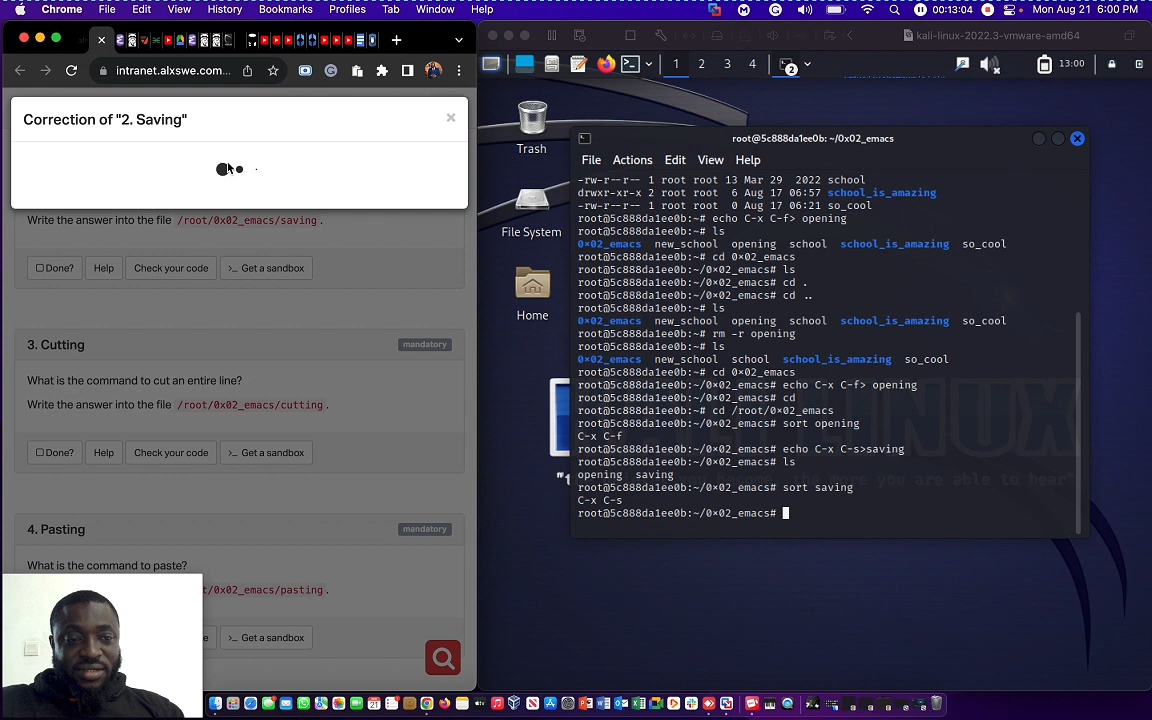 Chrome File Edit View History Bookmarks Profiles Tab Window Help 00:13:04 Mon Aug 21 6:00 PM
kali-linux-2022.3-vmware-amd64
intranet.alxswe.com...
1 2 3 4 2 13:00
Correction of "2. Saving"
×
Write the answer into the file /root/0x02_emacs/saving.
Done? Help Check your code >_ Get a sandbox
3. Cutting mandatory
What is the command to cut an entire line?
Write the answer into the file /root/0x02_emacs/cutting.
Done? Help Check your code >_ Get a sandbox
4. Pasting mandatory
What is the command to paste?
t/0x02_emacs/pasting.
>_ Get a sandbox
Trash
File System
Home
"t
root@5c888da1ee0b: ~/0x02_emacs
File Actions Edit View Help
-rw-r--r-- 1 root root 13 Mar 29 2022 school
drwxr-xr-x 2 root root 6 Aug 17 06:57 school_is_amazing
-rw-r--r-- 1 root root 0 Aug 17 06:21 so_cool
root@5c888da1ee0b:~# echo C-x C-f> opening
root@5c888da1ee0b:~# ls
0x02_emacs new_school opening school school_is_amazing so_cool
root@5c888da1ee0b:~# cd 0x02_emacs
root@5c888da1ee0b:~/0x02_emacs# ls
root@5c888da1ee0b:~/0x02_emacs# cd .
root@5c888da1ee0b:~/0x02_emacs# cd ..
root@5c888da1ee0b:~# ls
0x02_emacs new_school opening school school_is_amazing so_cool
root@5c888da1ee0b:~# rm -r opening
root@5c888da1ee0b:~# ls
0x02_emacs new_school school school_is_amazing so_cool
root@5c888da1ee0b:~# cd 0x02_emacs
root@5c888da1ee0b:~/0x02_emacs# echo C-x C-f> opening
root@5c888da1ee0b:~/0x02_emacs# cd
root@5c888da1ee0b:~# cd /root/0x02_emacs
root@5c888da1ee0b:~/0x02_emacs# sort opening
C-x C-f
root@5c888da1ee0b:~/0x02_emacs# echo C-x C-s>saving
root@5c888da1ee0b:~/0x02_emacs# ls
opening saving
root@5c888da1ee0b:~/0x02_emacs# sort saving
C-x C-s
root@5c888da1ee0b:~/0x02_emacs#